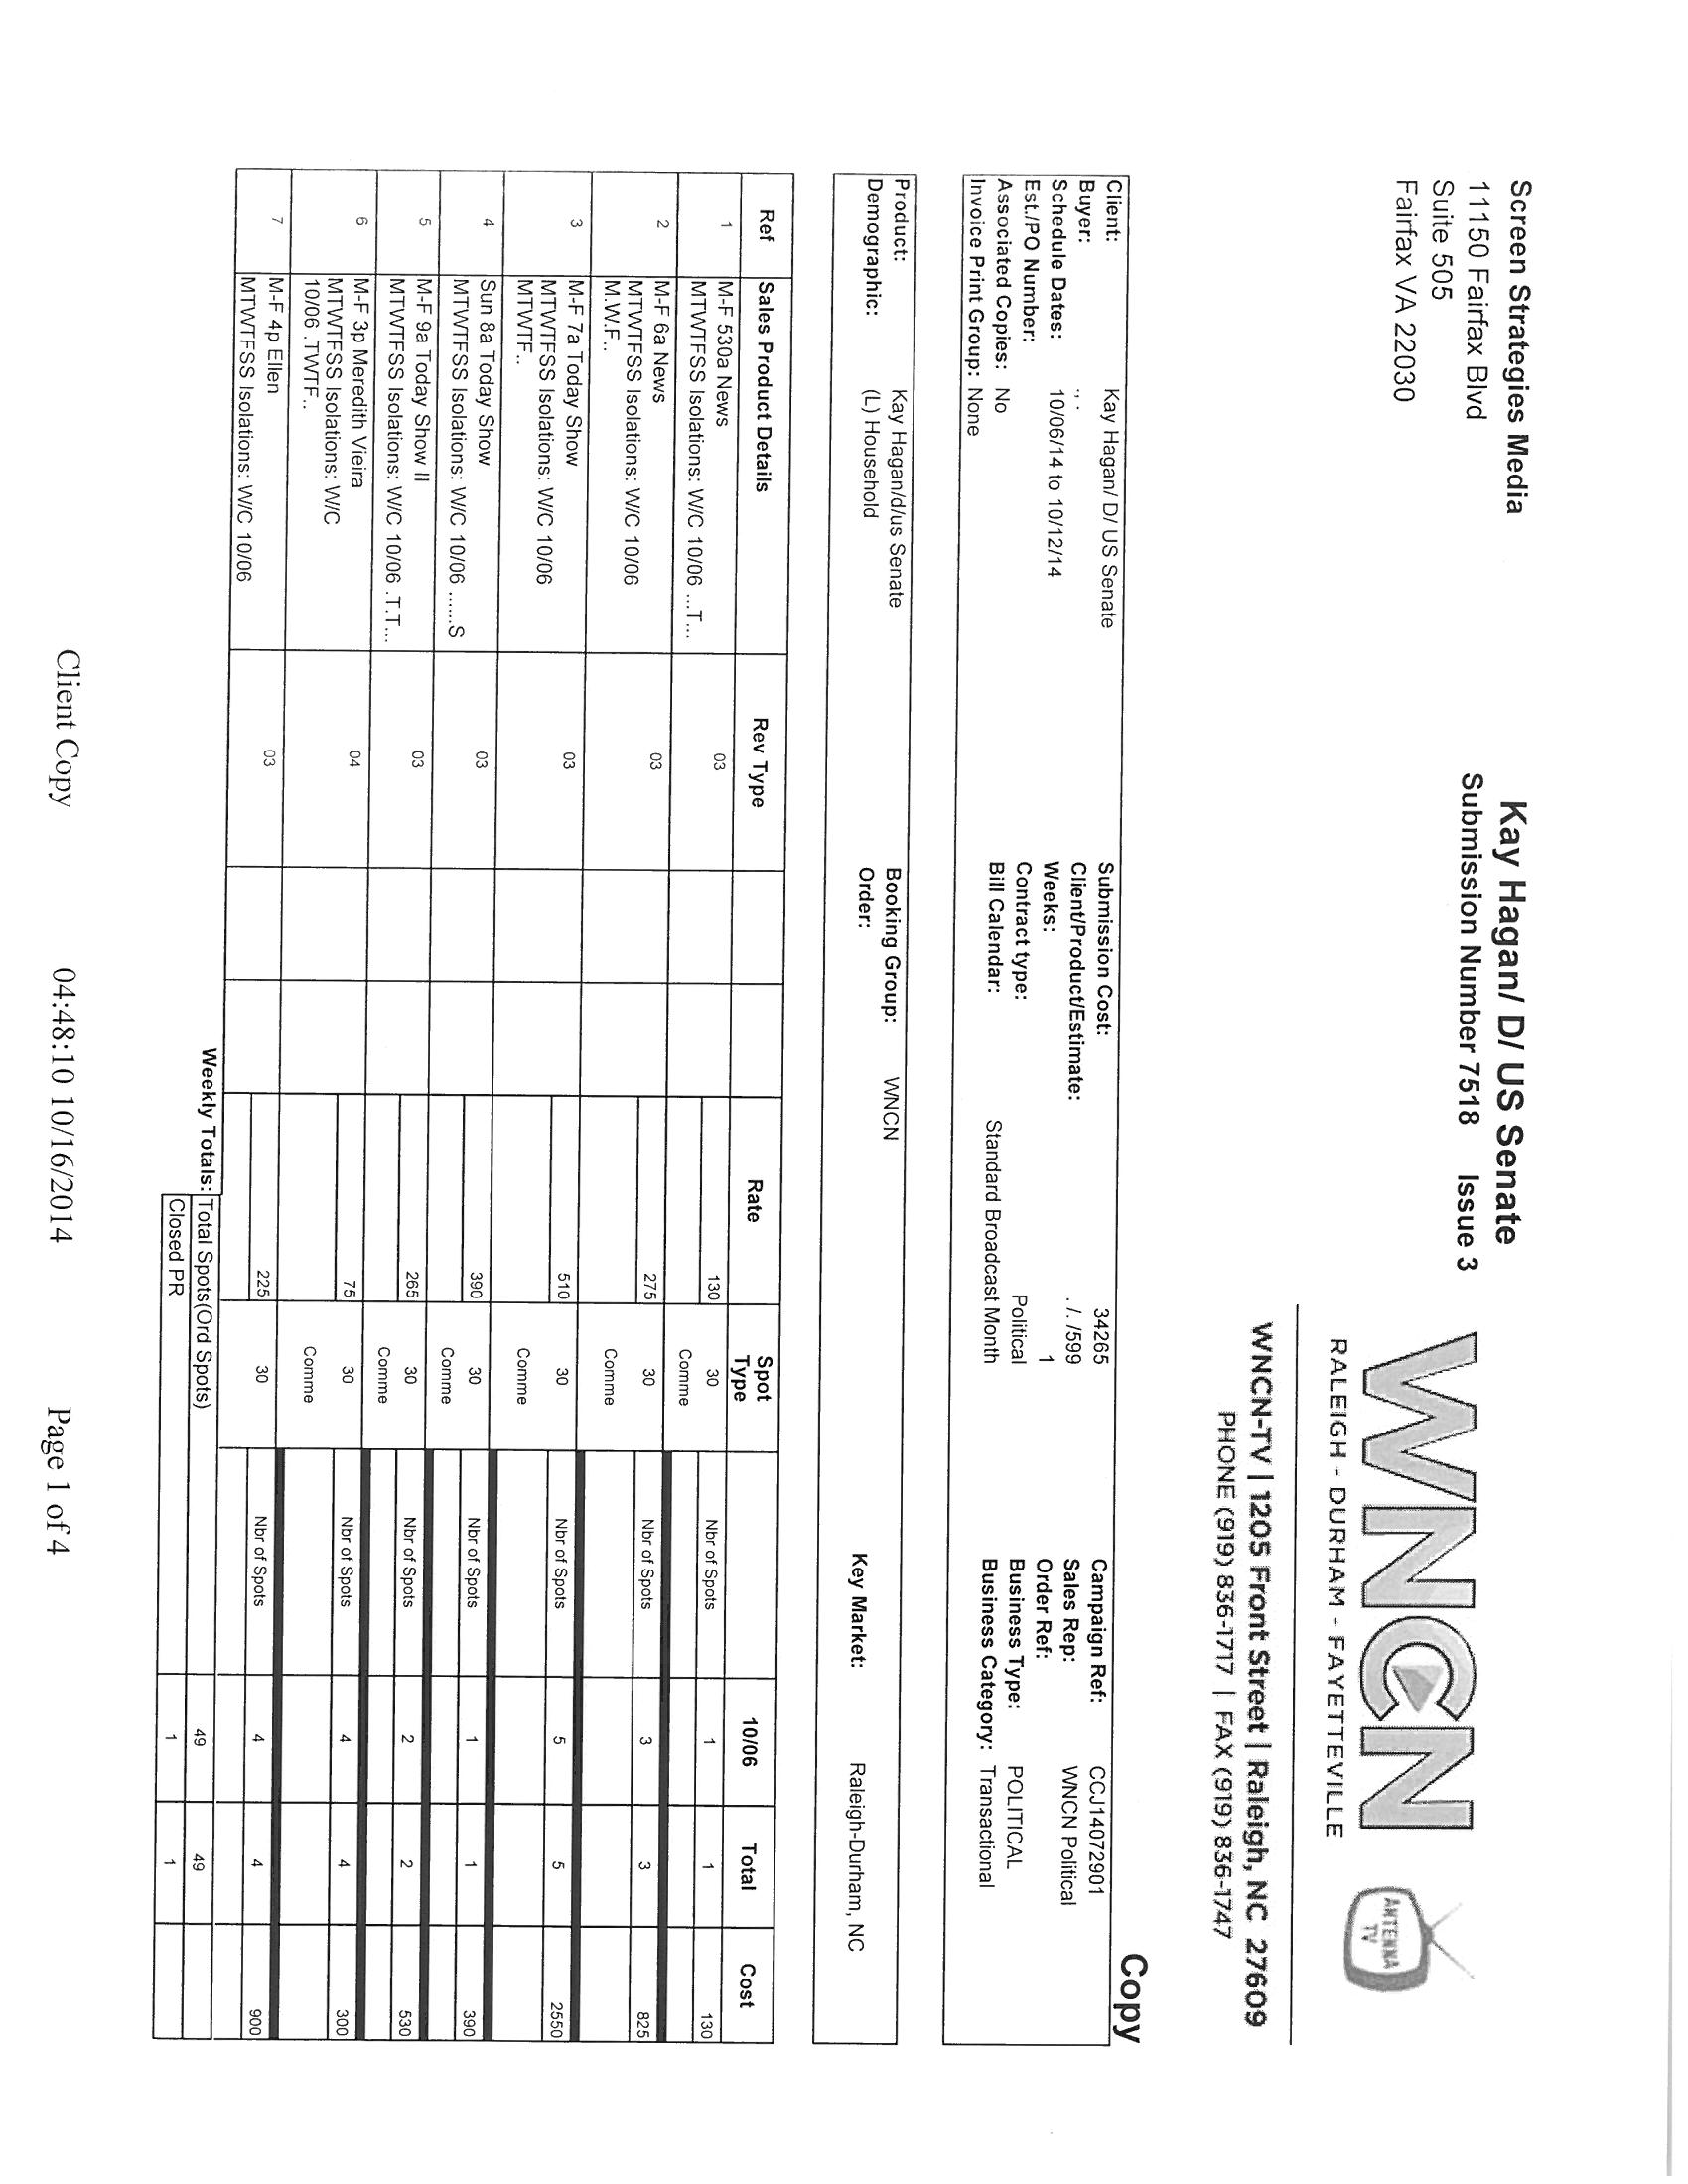 Screen Strategies Media
11150 Fairfax Blvd
Suite 505
Fairfax VA 22030
Kay Hagan/ D/ US Senate
Submission Number 7518 Issue 3
WNCN
ANTENNA
TV
RALEIGH - DURHAM - FAYETTEVILLE
WNCN-TV | 1205 Front Street | Raleigh, NC 27609
PHONE (919) 836-1717 | FAX (919) 836-1747
Copy
Client: Kay Hagan/ D/ US Senate Submission Cost: 34265 Campaign Ref: CCJ14072901
Buyer: ., . Client/Product/Estimate: . /. /599 Sales Rep: WNCN Political
Schedule Dates: 10/06/14 to 10/12/14 Weeks: 1 Order Ref:
Est./PO Number: Contract type: Political Business Type: POLITICAL
Associated Copies: No Bill Calendar: Standard Broadcast Month Business Category: Transactional
Invoice Print Group: None
Product: Kay Hagan/d/us Senate Booking Group: WNCN
Demographic: (L) Household Order: Key Market: Raleigh-Durham, NC
Ref Sales Product Details Rev Type Rate Spot Type 10/06 Total Cost
1 M-F 530a News 03 130 30 Nbr of Spots 1 1 130
MTWTFSS Isolations: W/C 10/06 ...T... Comme
2 M-F 6a News 03 275 30 Nbr of Spots 3 3 825
MTWTFSS Isolations: W/C 10/06 Comme
M.W.F..
3 M-F 7a Today Show 03 510 30 Nbr of Spots 5 5 2550
MTWTFSS Isolations: W/C 10/06 Comme
MTWTF..
4 Sun 8a Today Show 03 390 30 Nbr of Spots 1 1 390
MTWTFSS Isolations: W/C 10/06 ......S Comme
5 M-F 9a Today Show II 03 265 30 Nbr of Spots 2 2 530
MTWTFSS Isolations: W/C 10/06 .T.T... Comme
6 M-F 3p Meredith Vieira 04 75 30 Nbr of Spots 4 4 300
MTWTFSS Isolations: W/C Comme
10/06 .TWTF..
7 M-F 4p Ellen 03 225 30 Nbr of Spots 4 4 900
MTWTFSS Isolations: W/C 10/06
Weekly Totals: Total Spots(Ord Spots) 49 49
Closed PR 1 1
Client Copy 04:48:10 10/16/2014 Page 1 of 4